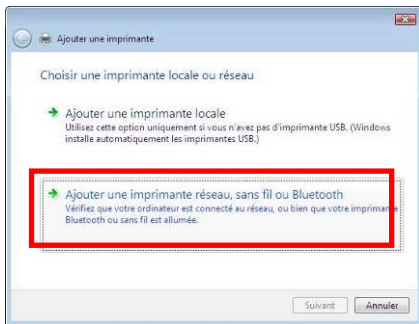 Ajouter une imprimante
Choisir une imprimante locale ou réseau
Ajouter une imprimante locale
Utilisez cette option uniquement si vous n'avez pas d'imprimante USB. (Windows
installe automatiquement les imprimantes USB.)
Ajouter une imprimante réseau, sans fil ou Bluetooth
Vérifiez que votre ordinateur est connecté au réseau, ou bien que votre imprimante
Bluetooth ou sans fil est allumée.
Suivant Annuler